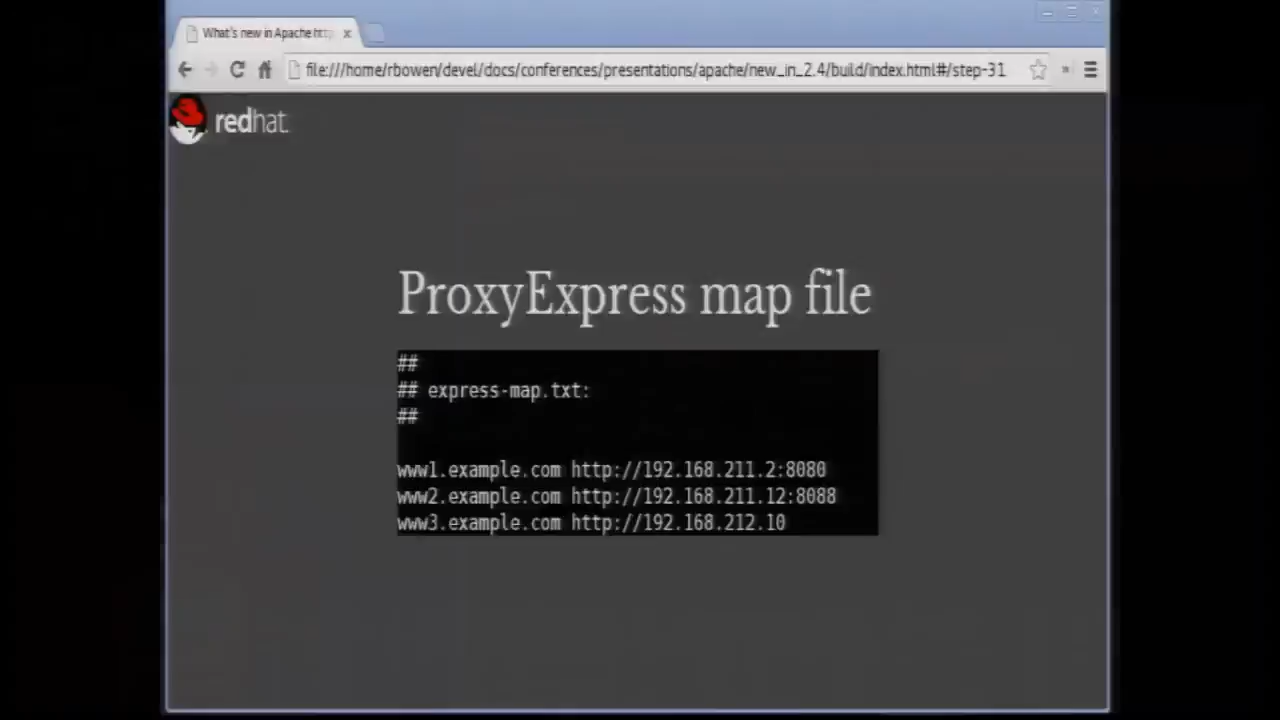 What's new in Apache http
file:///home/rbowen/devel/docs/conferences/presentations/apache/new_in_2.4/build/index.html#/step-31
redhat.
ProxyExpress map file
##
## express-map.txt:
##
www1.example.com http://192.168.211.2:8080
www2.example.com http://192.168.211.12:8088
www3.example.com http://192.168.212.10